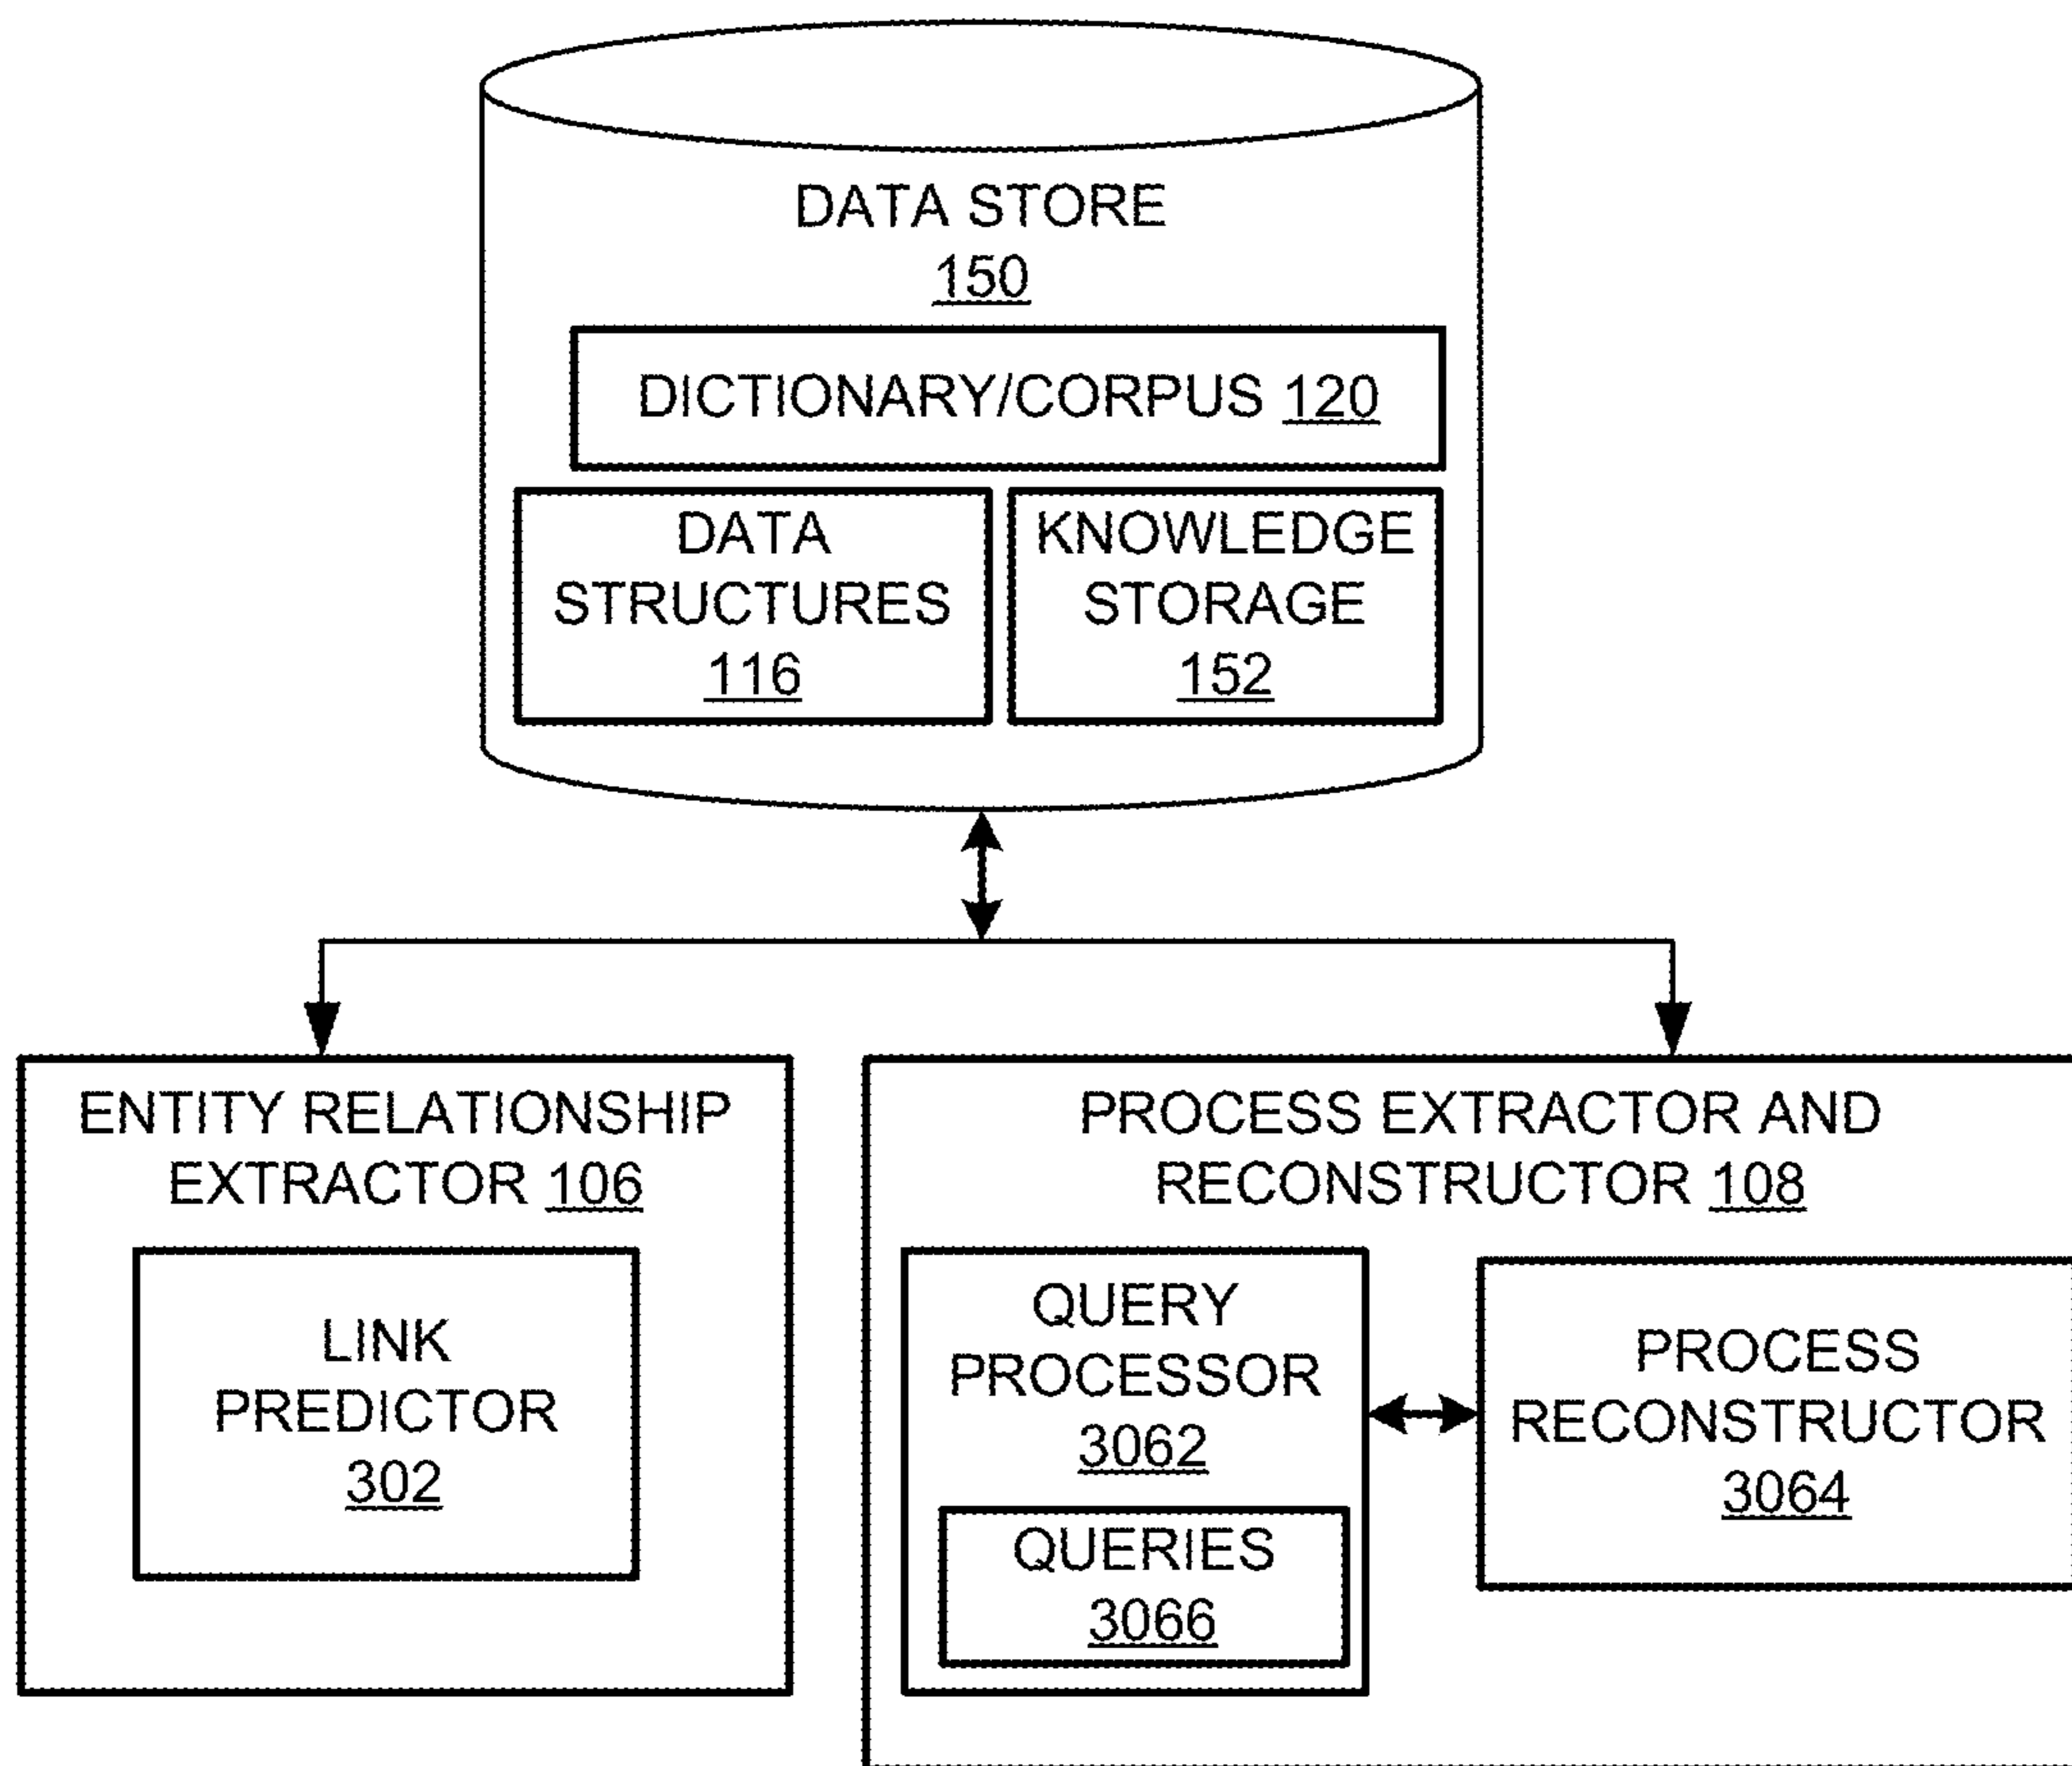 DATA STORE
150
DICTIONARY/CORPUS 120
DATA
STRUCTURES
116
KNOWLEDGE
STORAGE
152
ENTITY RELATIONSHIP
EXTRACTOR 106
LINK
PREDICTOR
302
PROCESS EXTRACTOR AND
RECONSTRUCTOR 108
QUERY
PROCESSOR
3062
QUERIES
3066
PROCESS
RECONSTRUCTOR
3064